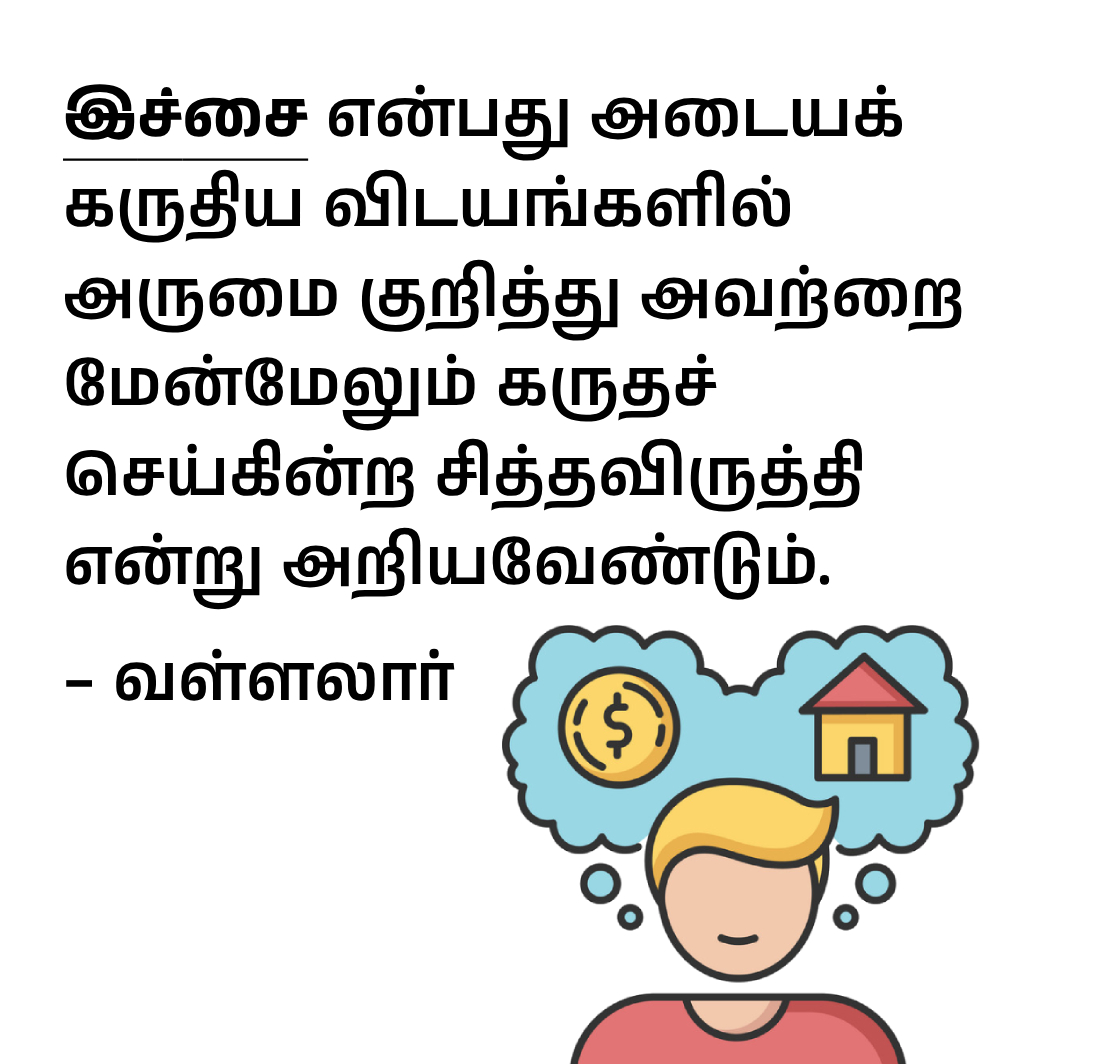 இச்சை என்பது அடையக்
கருதிய விடயங்களில்
அருமை குறித்து அவற்றை
மேன்மேலும் கருதச்
செய்கின்ற சித்தவிருத்தி
என்று அறியவேண்டும்.
– வள்ளலார்
$